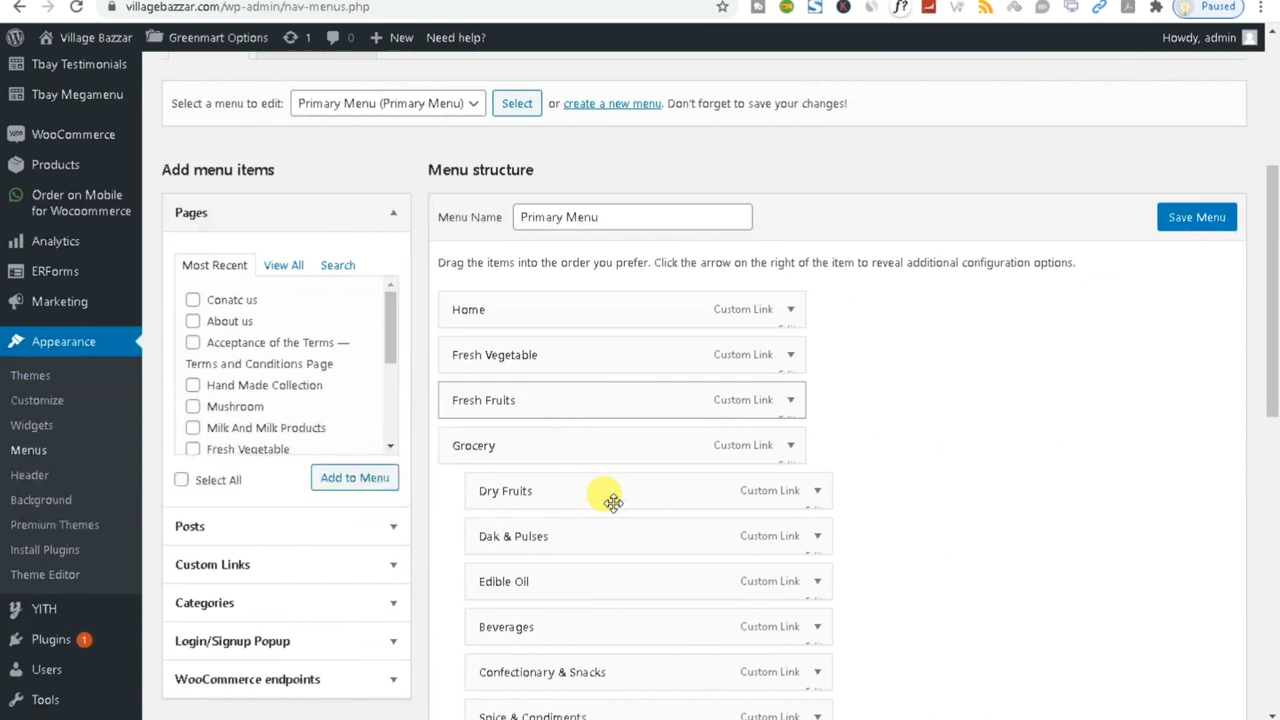 villagebazzar.com/wp-admin/nav-menus.php
Paused
Village Bazzar
Greenmart Options
1
0
New
Need help?
Howdy, admin
Tbay Testimonials
Tbay Megamenu
WooCommerce
Products
Order on Mobile
for Wocoommerce
Analytics
ERForms
Marketing
Appearance
Themes
Customize
Widgets
Menus
Header
Background
Premium Themes
Install Plugins
Theme Editor
YITH
Plugins 1
Users
Tools
Select a menu to edit: Primary Menu (Primary Menu) Select or create a new menu. Don't forget to save your changes!
Add menu items
Pages
Most Recent View All Search
Conatc us
About us
Acceptance of the Terms —
Terms and Conditions Page
Hand Made Collection
Mushroom
Milk And Milk Products
Fresh Vegetable
Select All Add to Menu
Posts
Custom Links
Categories
Login/Signup Popup
WooCommerce endpoints
Menu structure
Menu Name Primary Menu Save Menu
Drag the items into the order you prefer. Click the arrow on the right of the item to reveal additional configuration options.
Home Custom Link
Fresh Vegetable Custom Link
Fresh Fruits Custom Link
Grocery Custom Link
Dry Fruits Custom Link
Dak & Pulses Custom Link
Edible Oil Custom Link
Beverages Custom Link
Confectionary & Snacks Custom Link
Spice & Condiments Custom Link